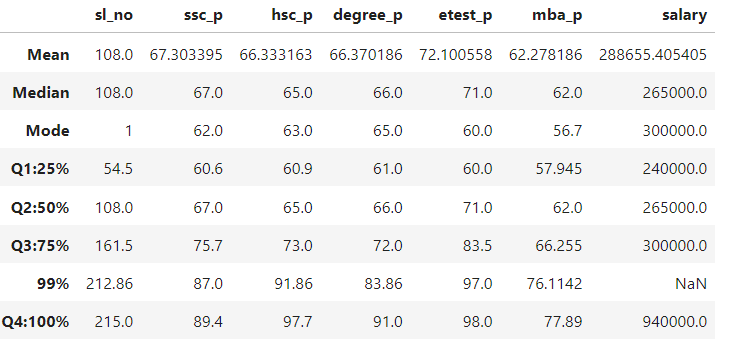 sl_no ssc_p hsc_p degree_p etest_p mba_p salary
Mean 108.0 67.303395 66.333163 66.370186 72.100558 62.278186 288655.405405
Median 108.0 67.0 65.0 66.0 71.0 62.0 265000.0
Mode 1 62.0 63.0 65.0 60.0 56.7 300000.0
Q1:25% 54.5 60.6 60.9 61.0 60.0 57.945 240000.0
Q2:50% 108.0 67.0 65.0 66.0 71.0 62.0 265000.0
Q3:75% 161.5 75.7 73.0 72.0 83.5 66.255 300000.0
99% 212.86 87.0 91.86 83.86 97.0 76.1142 NaN
Q4:100% 215.0 89.4 97.7 91.0 98.0 77.89 940000.0